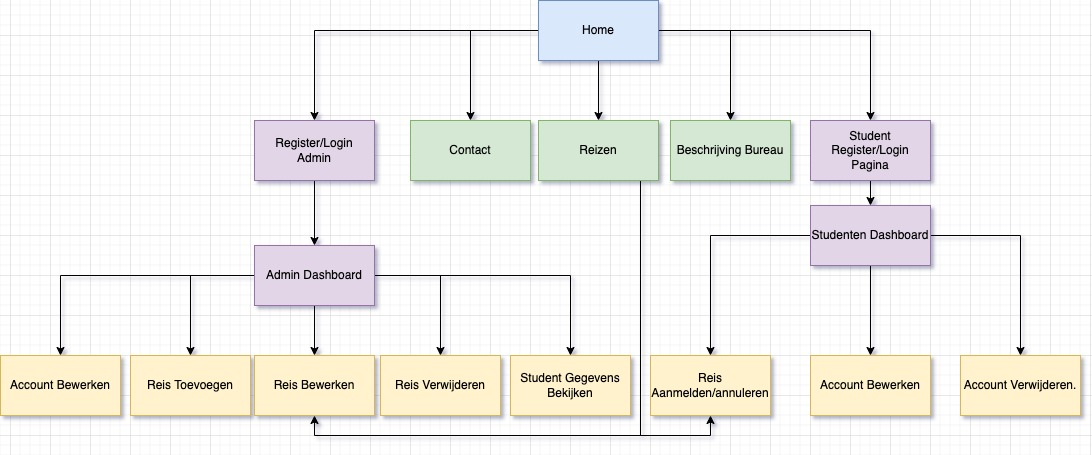 Home
Register/Login
Admin
Contact
Reizen
Beschrijving Bureau
Student
Register/Login
Pagina
Studenten Dashboard
Admin Dashboard
Account Bewerken
Reis Toevoegen
Reis Bewerken
Reis Verwijderen
Student Gegevens
Bekijken
Reis
Aanmelden/annuleren
Account Bewerken
Account Verwijderen.